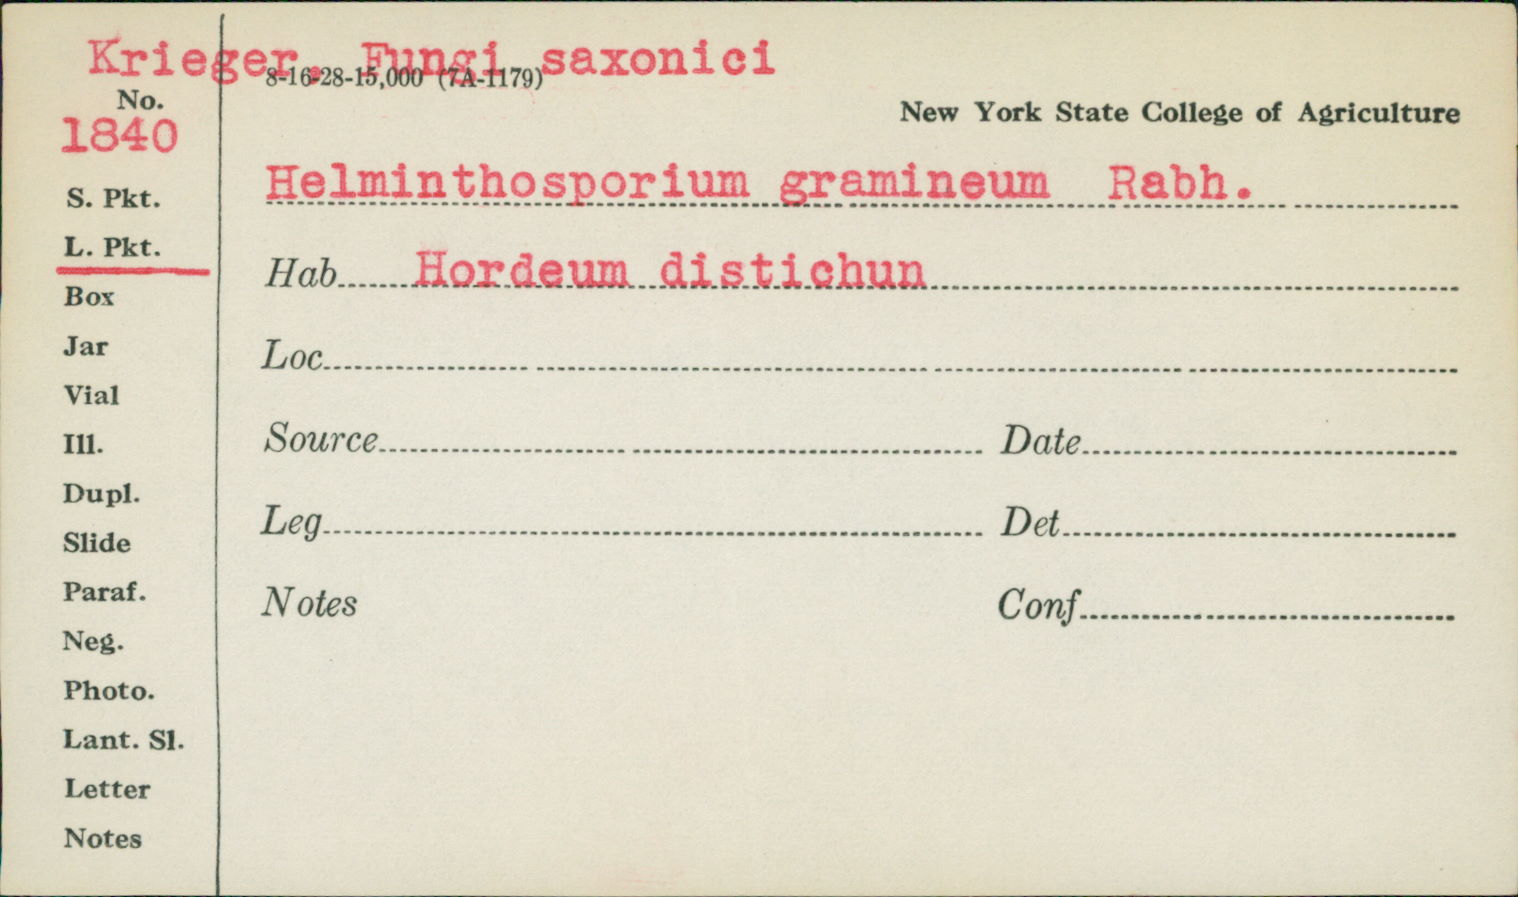 Krieger, Fungi saxonici
8-16-28-15,000 (7A-1179)
No.
New York State College of Agriculture
1840
Helminthosporium gramineum Rabh.
S. Pkt.
L. Pkt.
Hab Hordeum distichun
Box
Jar
Loc
Vial
Ill.
Source Date
Dupl.
Slide
Leg Det
Paraf.
Notes Conf
Neg.
Photo.
Lant. Sl.
Letter
Notes